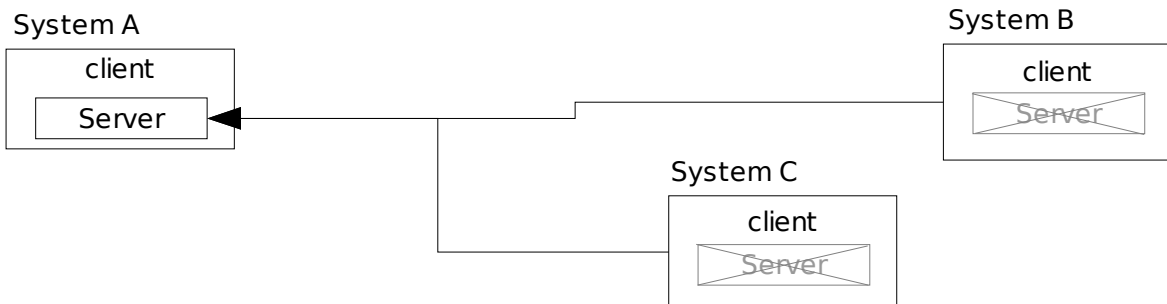 System A
client
Server
System B
client
Server
System C
client
Server